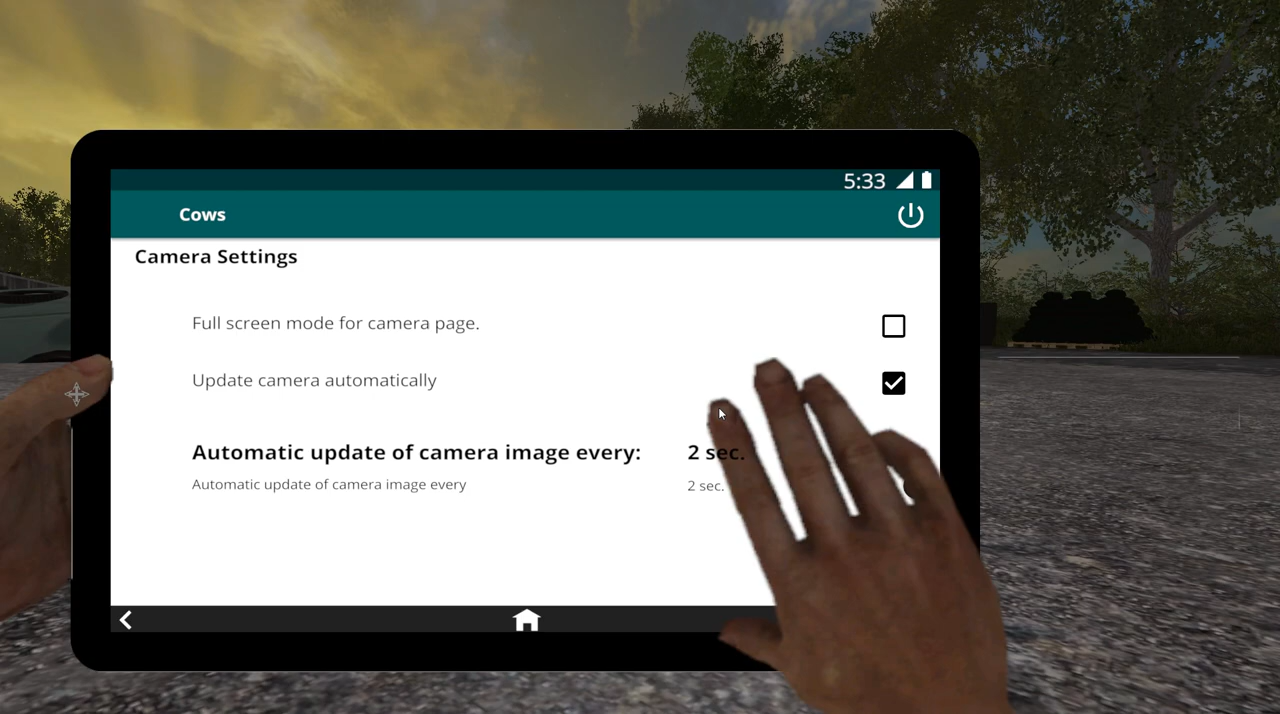 5:33
Cows
Camera Settings
Full screen mode for camera page.
Update camera automatically
Automatic update of camera image every: 2 sec.
Automatic update of camera image every 2 sec.